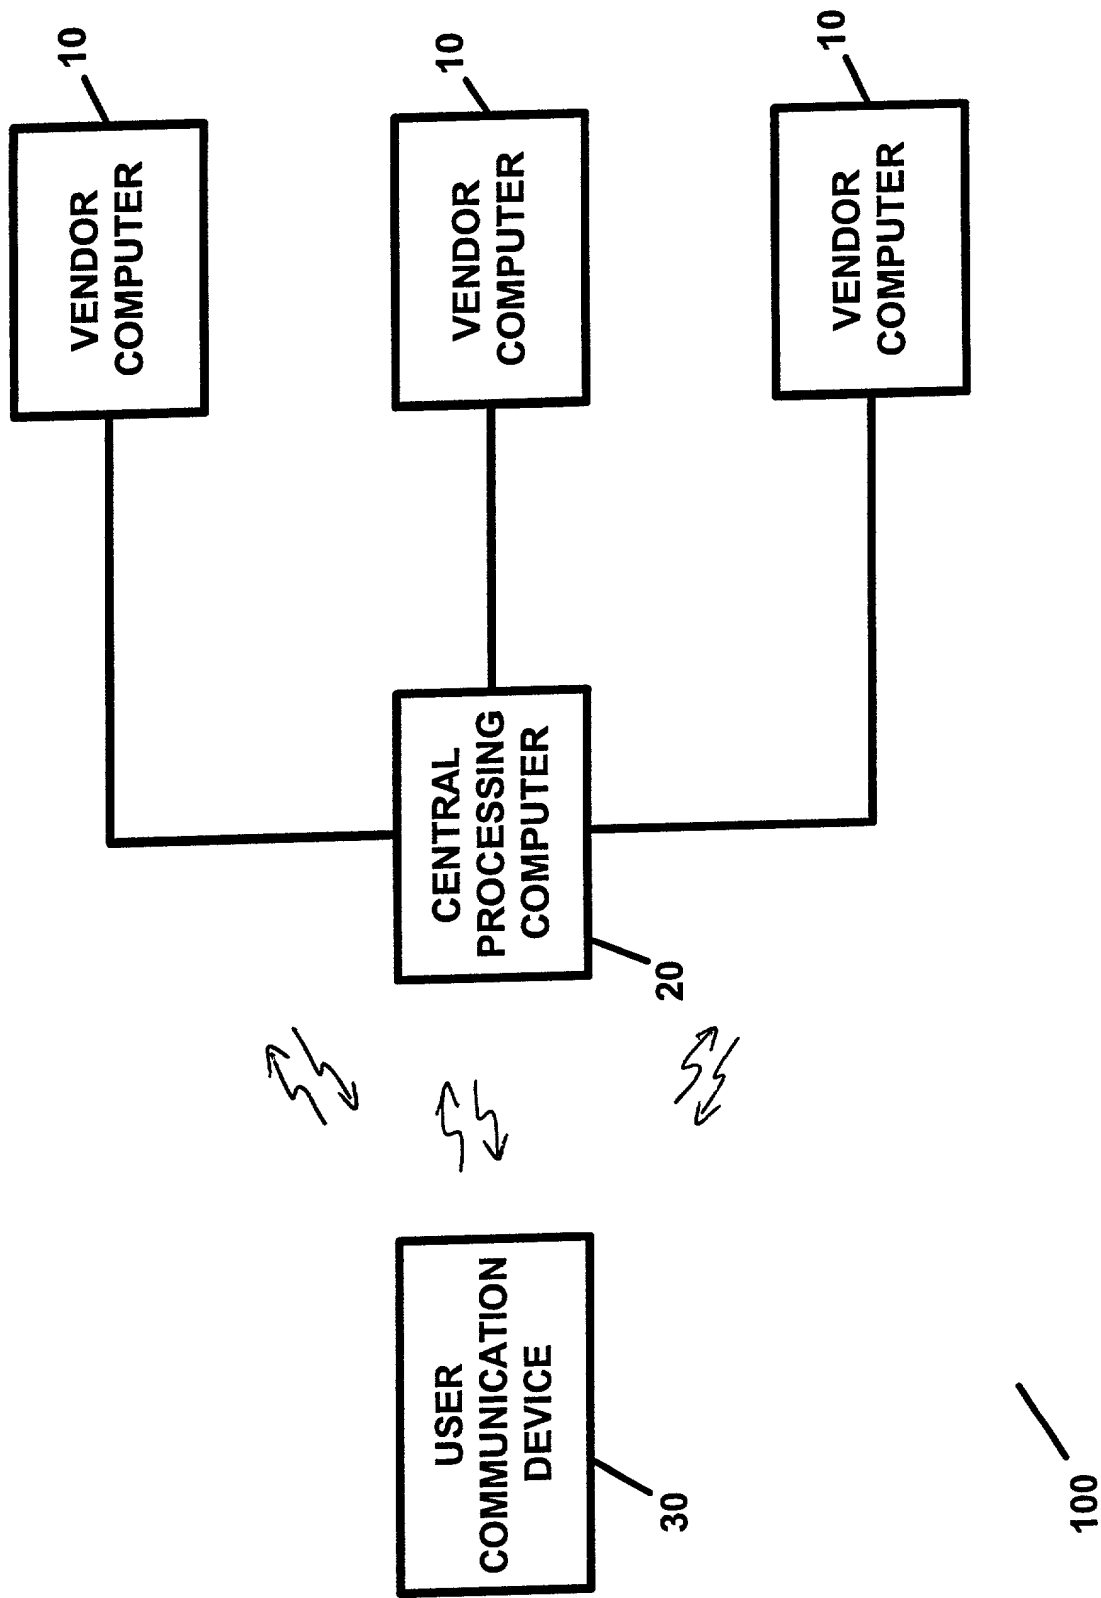 USER
COMMUNICATION
DEVICE
30
CENTRAL
PROCESSING
COMPUTER
20
VENDOR
COMPUTER
10
VENDOR
COMPUTER
10
VENDOR
COMPUTER
10
100